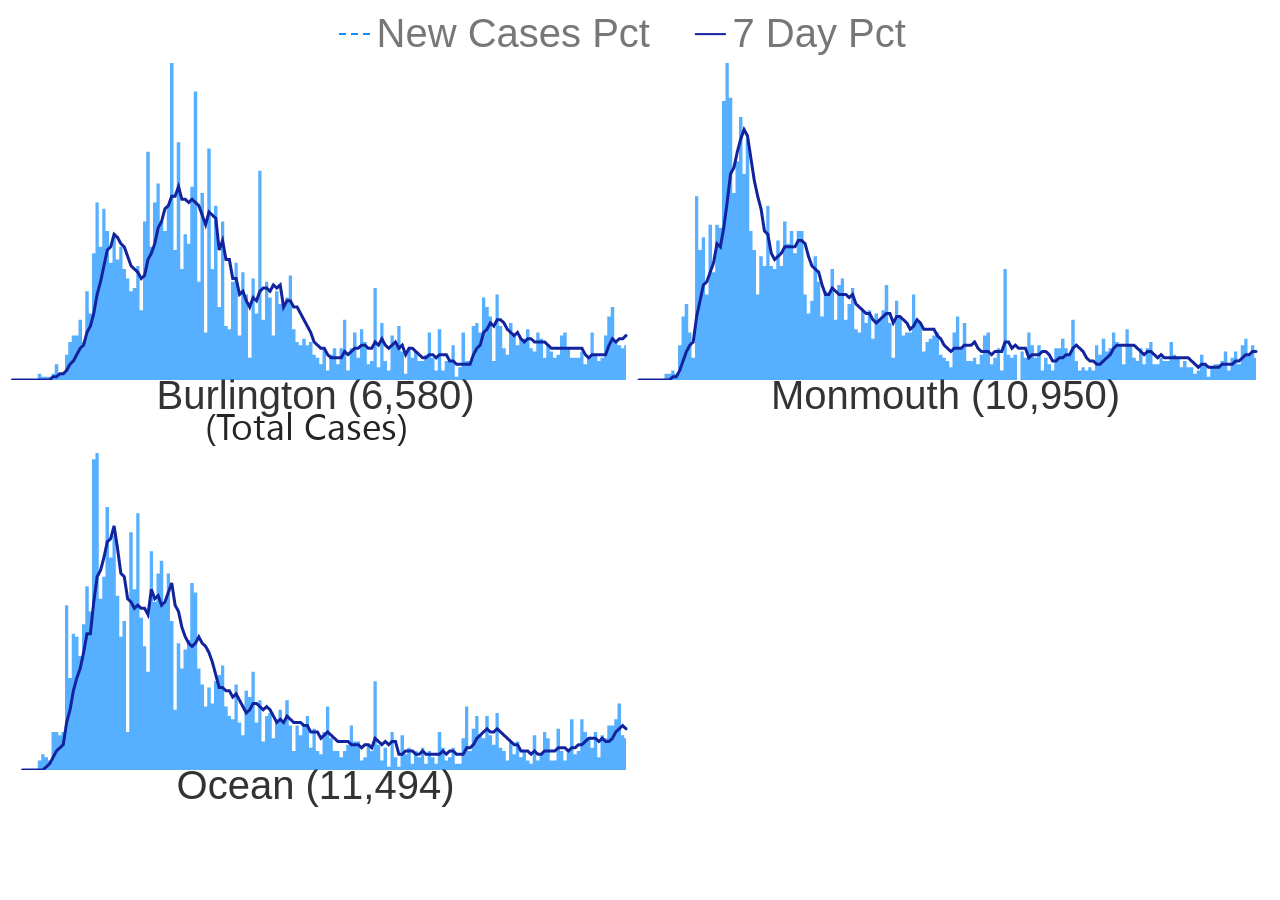 New Cases Pct 7 Day Pct
Burlington (6,580) Monmouth (10,950)
(Total Cases)
Ocean (11,494)